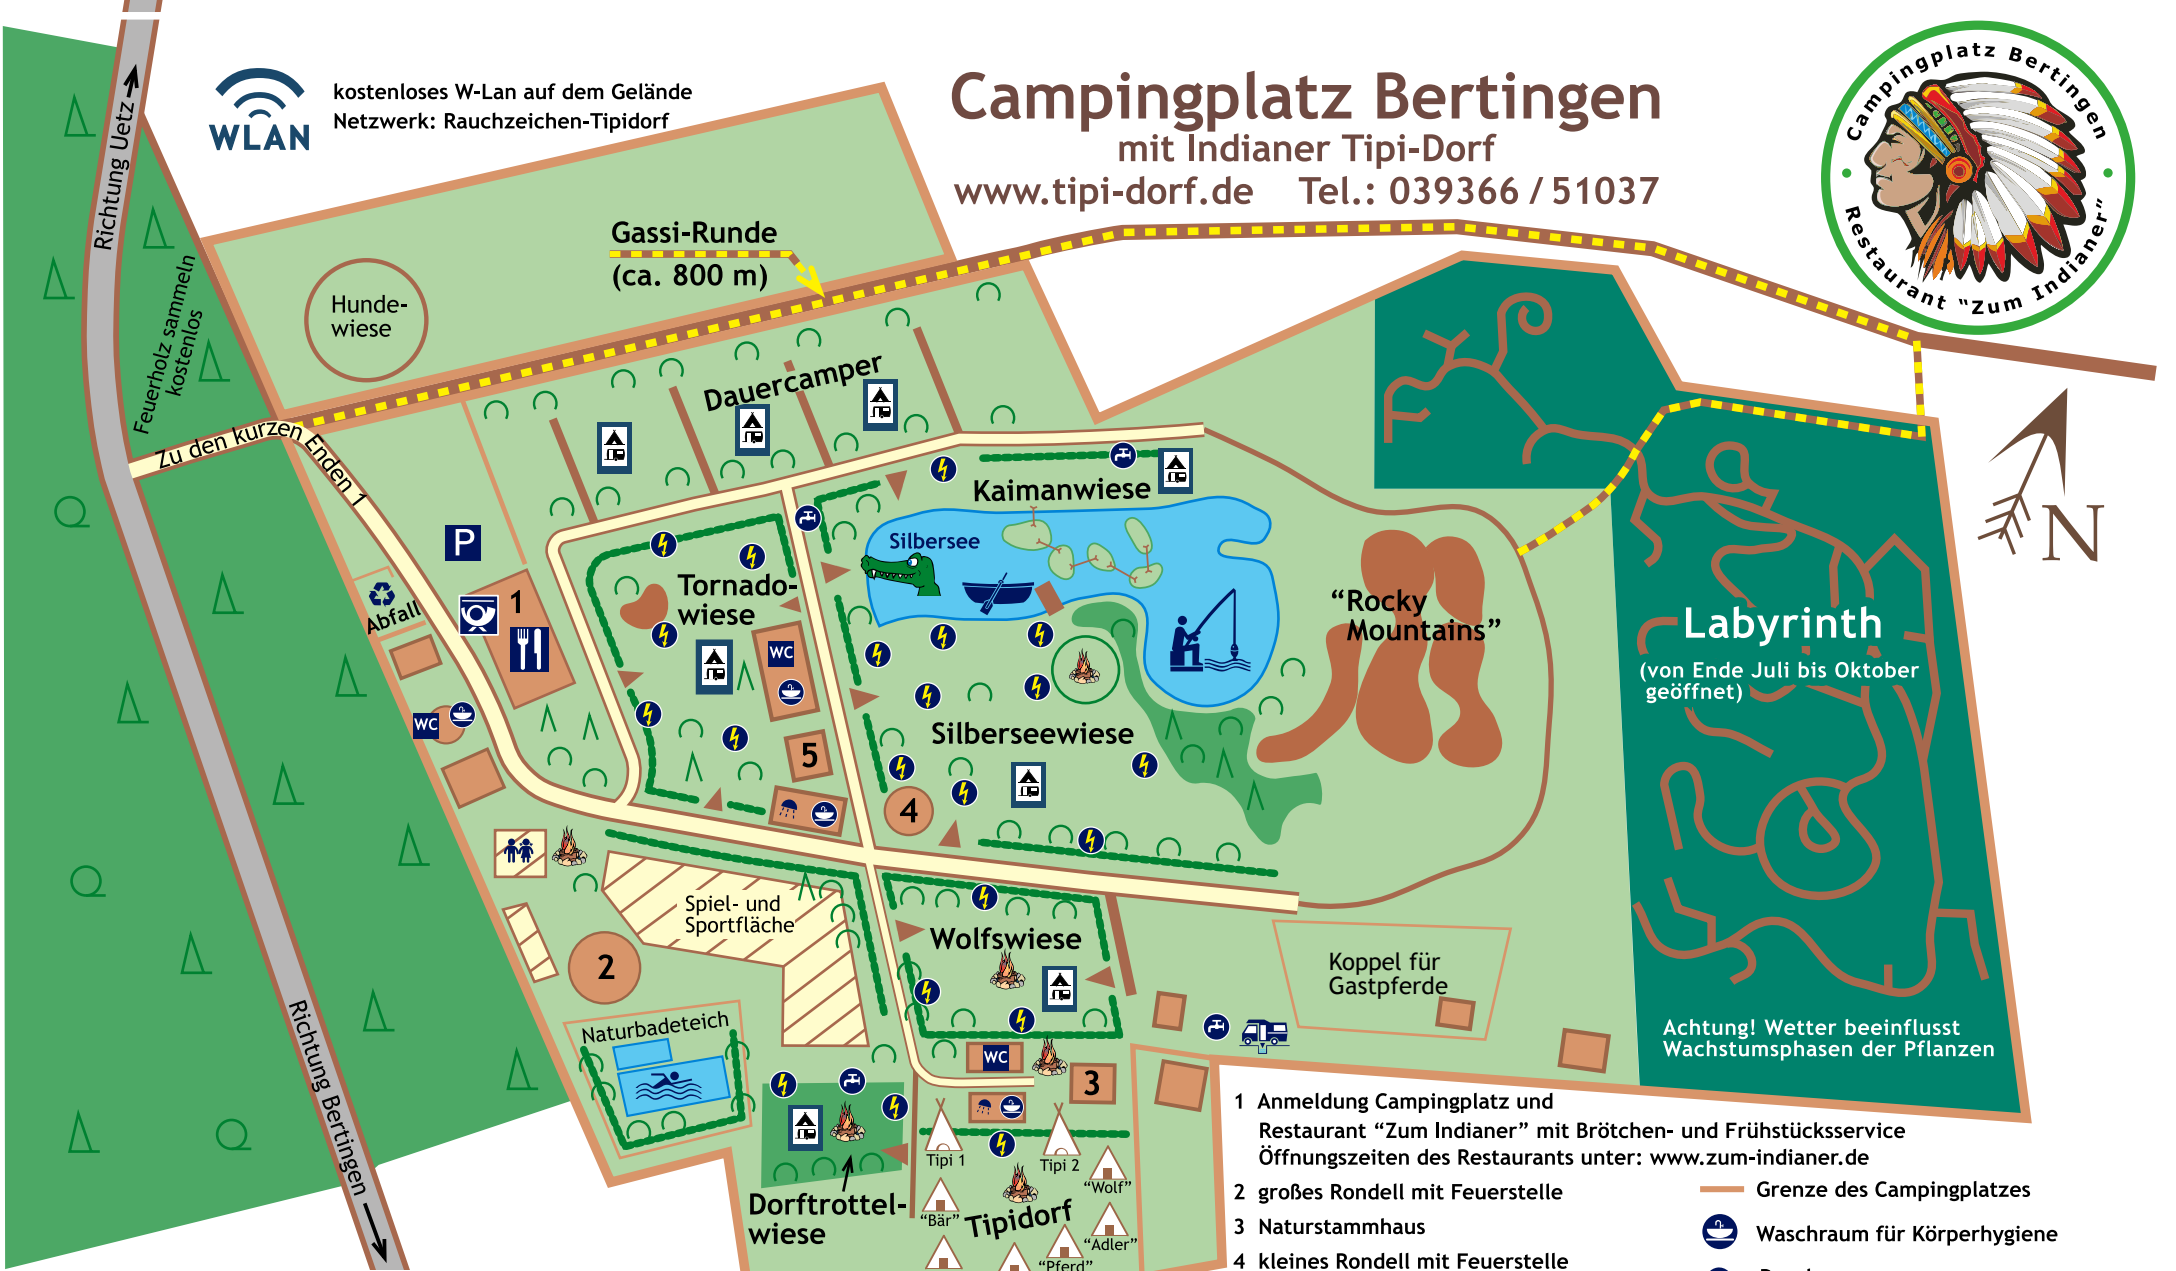 WLAN
kostenloses W-Lan auf dem Gelände
Netzwerk: Rauchzeichen-Tipidorf
Campingplatz Bertingen
mit Indianer Tipi-Dorf
www.tipi-dorf.de Tel.: 039366 / 51037
Campingplatz Bertingen
Restaurant “Zum Indianer”
Richtung Uetz
Feuerholz sammeln
kostenlos
Hunde-
wiese
Gassi-Runde
(ca. 800 m)
Zu den kurzen Enden 1
Dauercamper
Kaimanwiese
N
P
Silbersee
Tornado-
wiese
1
Abfall
WC
WC
5
4
“Rocky
Mountains”
Labyrinth
(von Ende Juli bis Oktober
geöffnet)
Silberseewiese
Spiel- und
Sportfläche
2
Wolfswiese
Koppel für
Gastpferde
Achtung! Wetter beeinflusst
Wachstumsphasen der Pflanzen
Naturbadeteich
Richtung Bertingen
WC
3
Tipi 1
Tipi 2
“Wolf”
“Bär”
Tipidorf
“Adler”
“Pferd”
Dorftrottel-
wiese
1 Anmeldung Campingplatz und
Restaurant “Zum Indianer” mit Brötchen- und Frühstücksservice
Öffnungszeiten des Restaurants unter: www.zum-indianer.de
2 großes Rondell mit Feuerstelle
3 Naturstammhaus
4 kleines Rondell mit Feuerstelle
Grenze des Campingplatzes
Waschraum für Körperhygiene